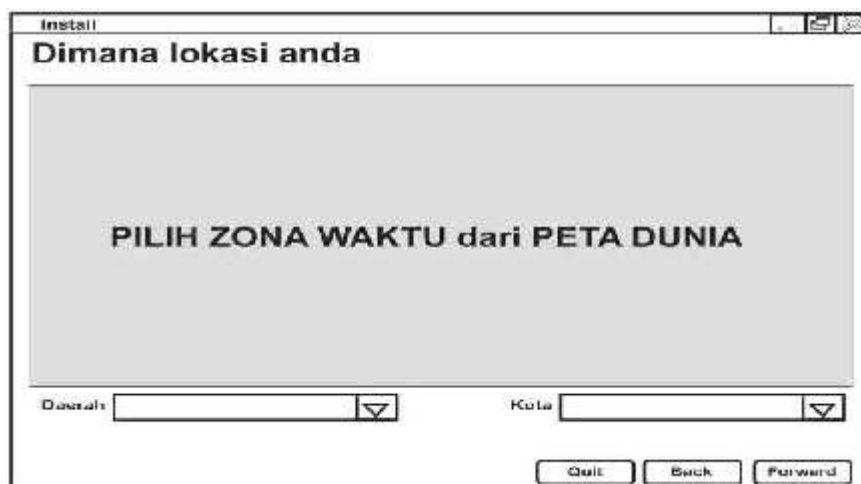 Install
Dimana lokasi anda
PILIH ZONA WAKTU dari PETA DUNIA
Daerah
Kota
Quit
Back
Forward